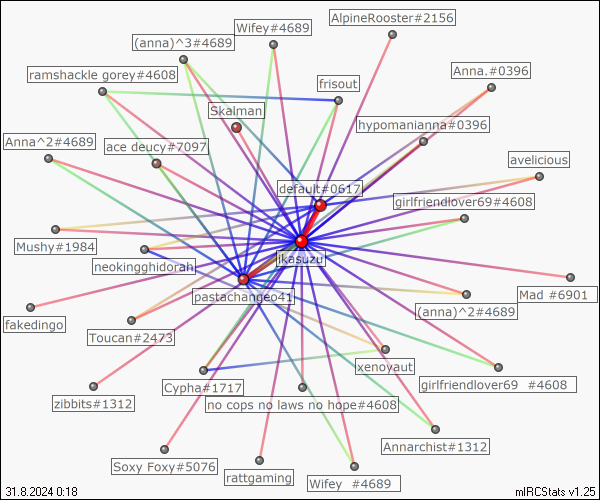 AlpineRooster#2156
Wifey#4689
(anna)^3#4689
ramshackle gorey#4608
Anna.#0396
frisout
Skalman
hypomanianna#0396
Anna^2#4689
ace deucy#7097
avelicious
default#0617
girlfriendlover69#4608
Mushy#1984
jkasuzu
neokingghidorah
pastachangeo41
Mad #6901
(anna)^2#4689
fakedingo
Toucan#2473
xenoyaut
Cypha#1717
girlfriendlover69 #4608
zibbits#1312
no cops no laws no hope#4608
Annarchist#1312
Soxy Foxy#5076
rattgaming
Wifey #4689
31.8.2024 0:18
mIRCStats v1.25